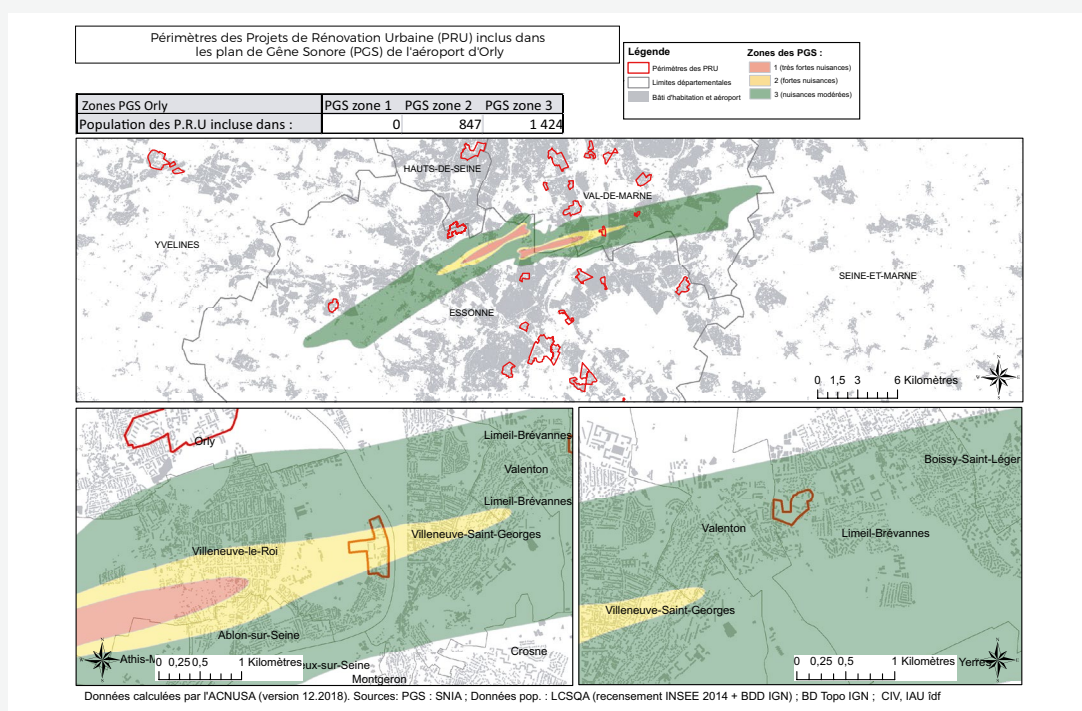 Périmètres des Projets de Rénovation Urbaine (PRU) inclus dans
les plan de Gêne Sonore (PGS) de l'aéroport d'Orly
Légende
Périmètres des PRU
Limites départementales
Bâti d'habitation et aéroport
Zones des PGS :
1 (très fortes nuisances)
2 (fortes nuisances)
3 (nuisances modérées)
Zones PGS Orly PGS zone 1 PGS zone 2 PGS zone 3
Population des P.R.U incluse dans : 0 847 1 424
HAUTS-DE-SEINE
VAL-DE-MARNE
YVELINES
SEINE-ET-MARNE
ESSONNE
0 1,5 3 6 Kilomètres
Orly
Limeil-Brévannes
Valenton
Limeil-Brévannes
Villeneuve-Saint-Georges
Villeneuve-le-Roi
Ablon-sur-Seine
Crosne
Athis-M
eux-sur-Seine
0 0,25 0,5 1 Kilomètres
Montgeron
Boissy-Saint-Léger
Valenton
Limeil-Brévannes
Villeneuve-Saint-Georges
0 0,25 0,5 1 Kilomètres
Yerres
Données calculées par l'ACNUSA (version 12.2018). Sources: PGS : SNIA ; Données pop. : LCSQA (recensement INSEE 2014 + BDD IGN) ; BD Topo IGN ; CIV, IAU îdf